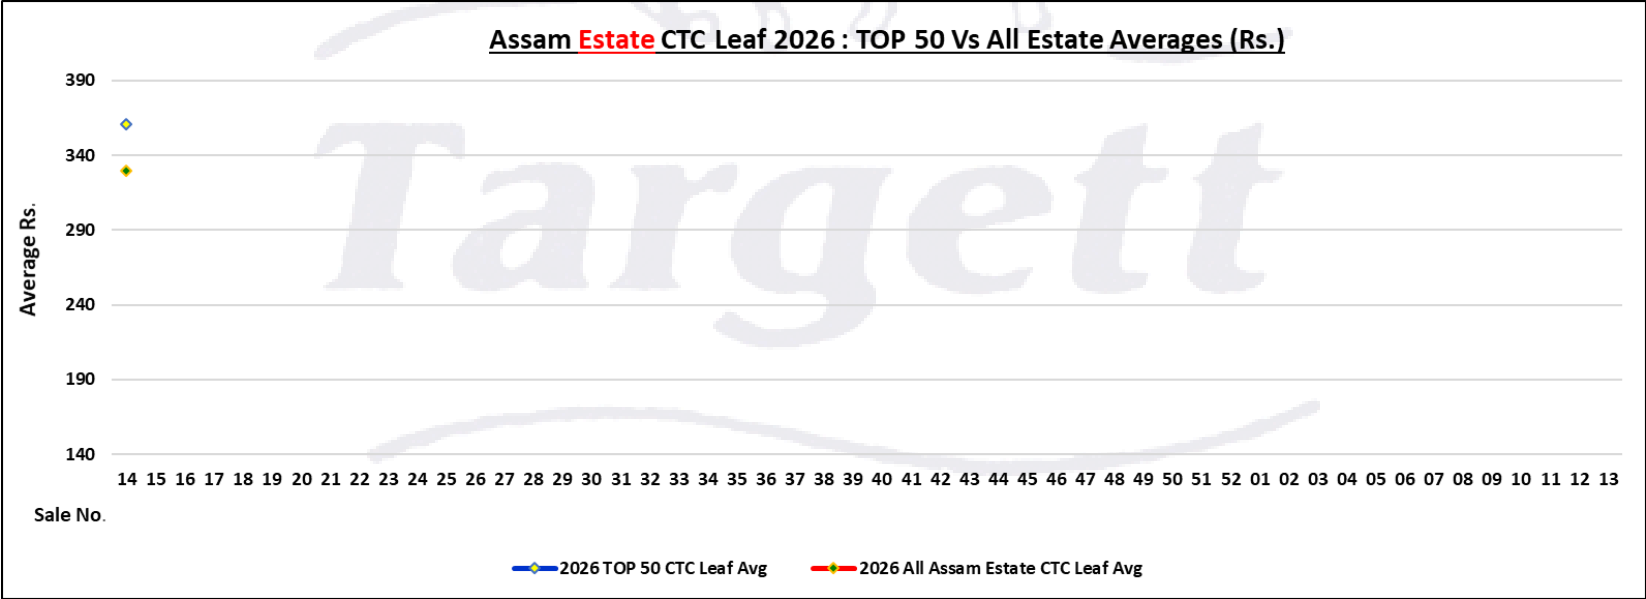 Assam Estate CTC Leaf 2026 : TOP 50 Vs All Estate Averages (Rs.)
390
340
290
240
190
140
Average Rs.
Targett
14 15 16 17 18 19 20 21 22 23 24 25 26 27 28 29 30 31 32 33 34 35 36 37 38 39 40 41 42 43 44 45 46 47 48 49 50 51 52 01 02 03 04 05 06 07 08 09 10 11 12 13
Sale No.
2026 TOP 50 CTC Leaf Avg 2026 All Assam Estate CTC Leaf Avg